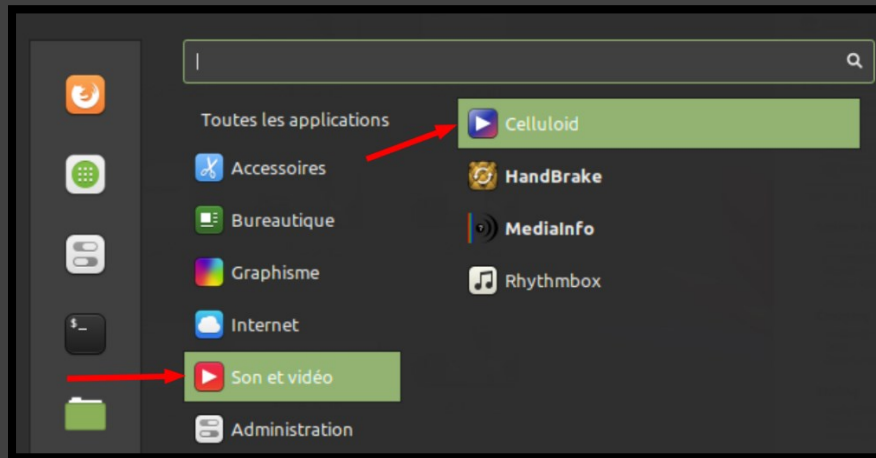 Toutes les applications
Accessoires
Bureautique
Graphisme
Internet
Son et vidéo
Administration
Celluloid
HandBrake
MediaInfo
Rhythmbox
$_